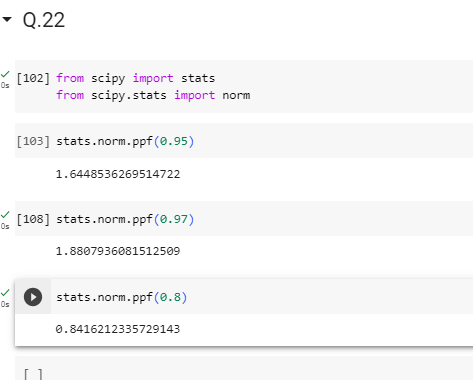 Q.22
[102] from scipy import stats
0s
from scipy.stats import norm
[103] stats.norm.ppf(0.95)
1.6448536269514722
[108] stats.norm.ppf(0.97)
0s
1.8807936081512509
stats.norm.ppf(0.8)
0s
0.8416212335729143
[ ]